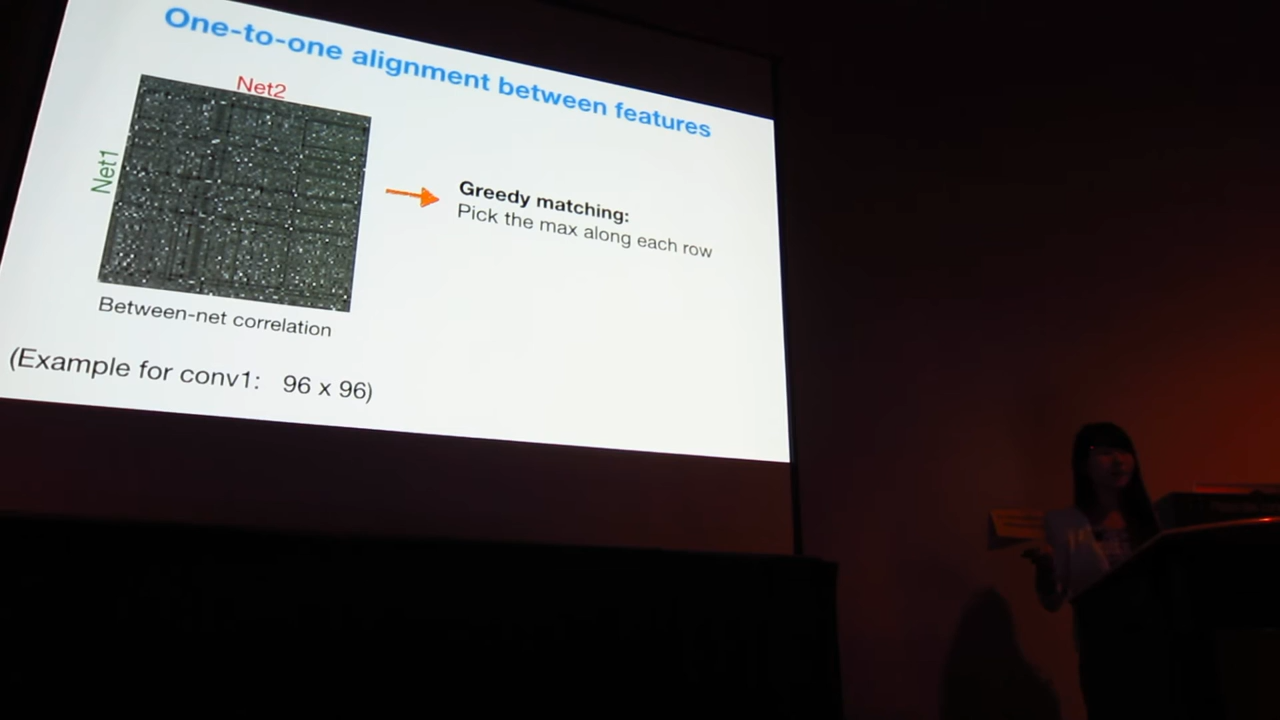 One-to-one alignment between features
Net2
Net1
Greedy matching:
Pick the max along each row
Between-net correlation
(Example for conv1: 96 x 96)